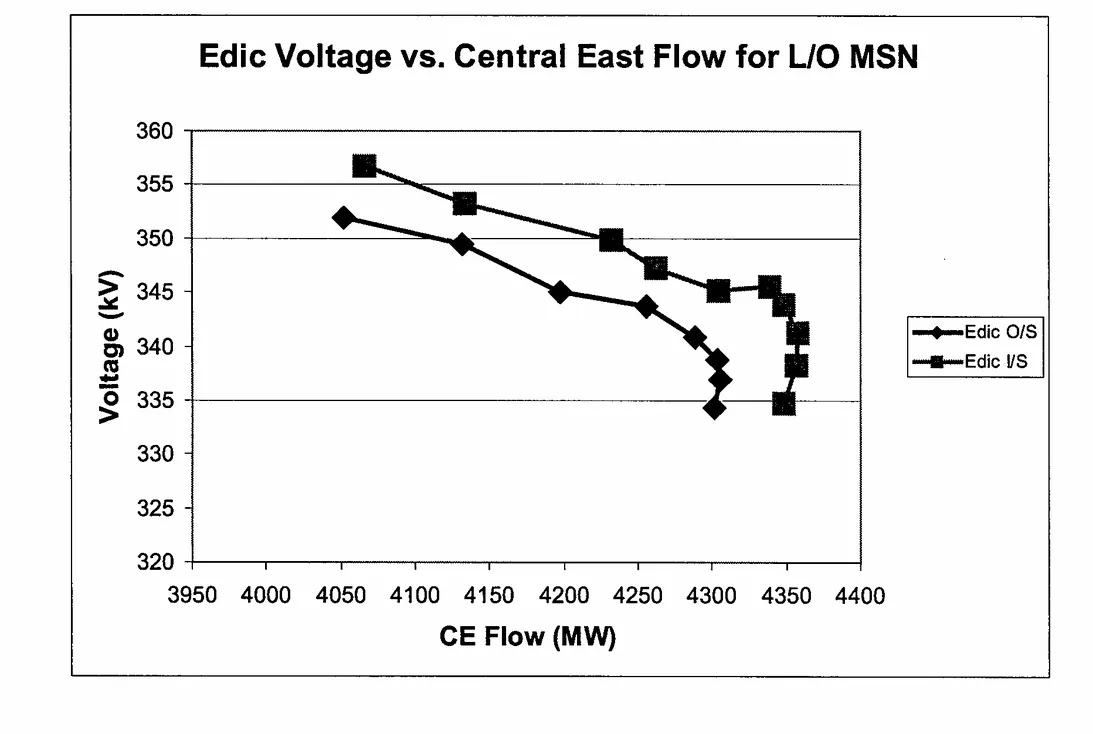 Edic Voltage vs. Central East Flow for L/O MSN
360
355
350
345
340
335
330
325
320
Voltage (kV)
3950 4000 4050 4100 4150 4200 4250 4300 4350 4400
CE Flow (MW)
Edic O/S
Edic I/S